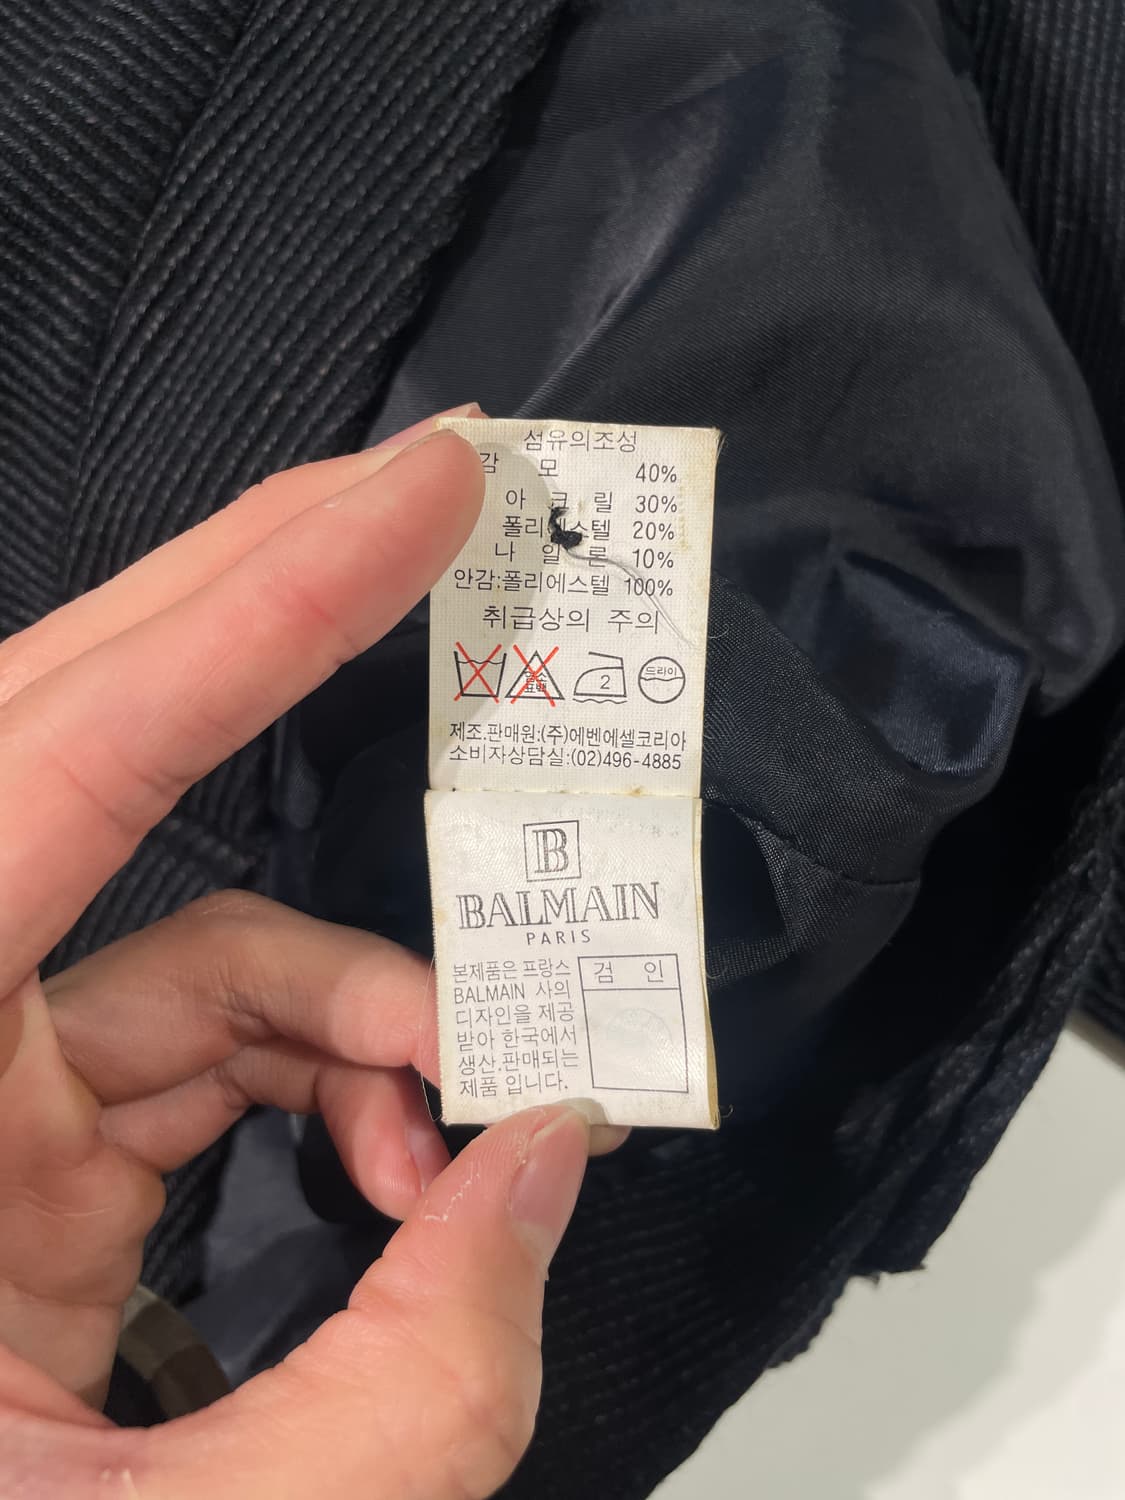 섬유의조성
감 모 40%
아 크 릴 30%
폴리에스텔 20%
나 일 론 10%
안감:폴리에스텔 100%
취급상의 주의
염소
표백
2
드라이
제조.판매원:(주)에벤에셀코리아
소비자상담실:(02)496-4885
B
BALMAIN
PARIS
본제품은 프랑스
BALMAIN 사의
디자인을 제공
받아 한국에서
생산.판매되는
제품 입니다.
검 인